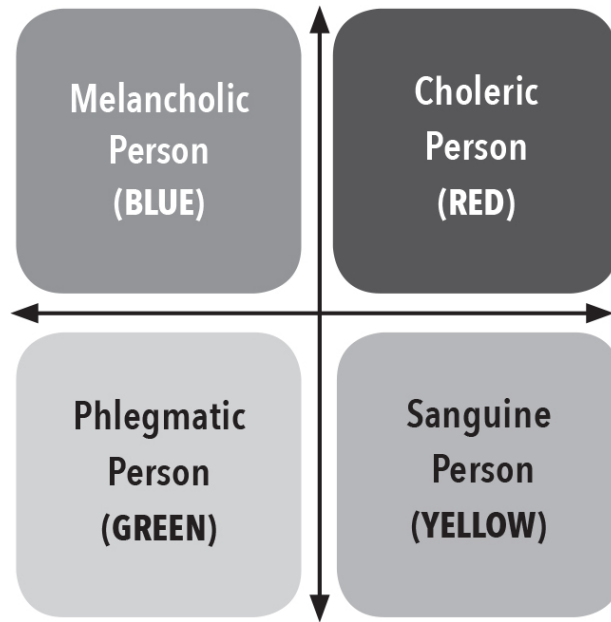 Melancholic
Person
(BLUE)
Choleric
Person
(RED)
Phlegmatic
Person
(GREEN)
Sanguine
Person
(YELLOW)